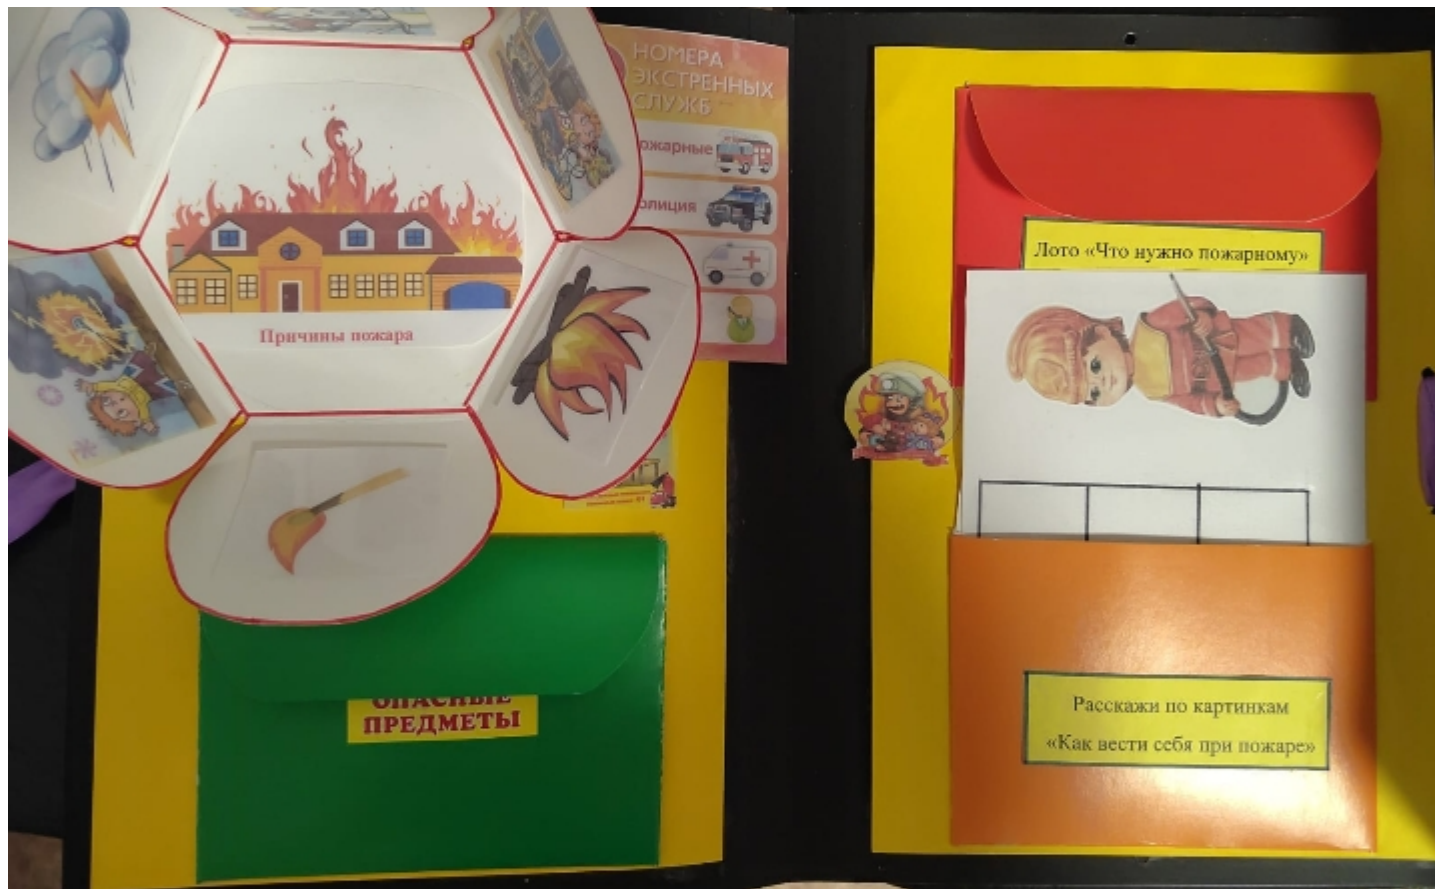 НОМЕРА
ЭКСТРЕННЫХ
СЛУЖБ
ожарные
олиция
Причины пожара
ОПАСНЫЕ
ПРЕДМЕТЫ
Лото «Что нужно пожарному»
Расскажи по картинкам
«Как вести себя при пожаре»